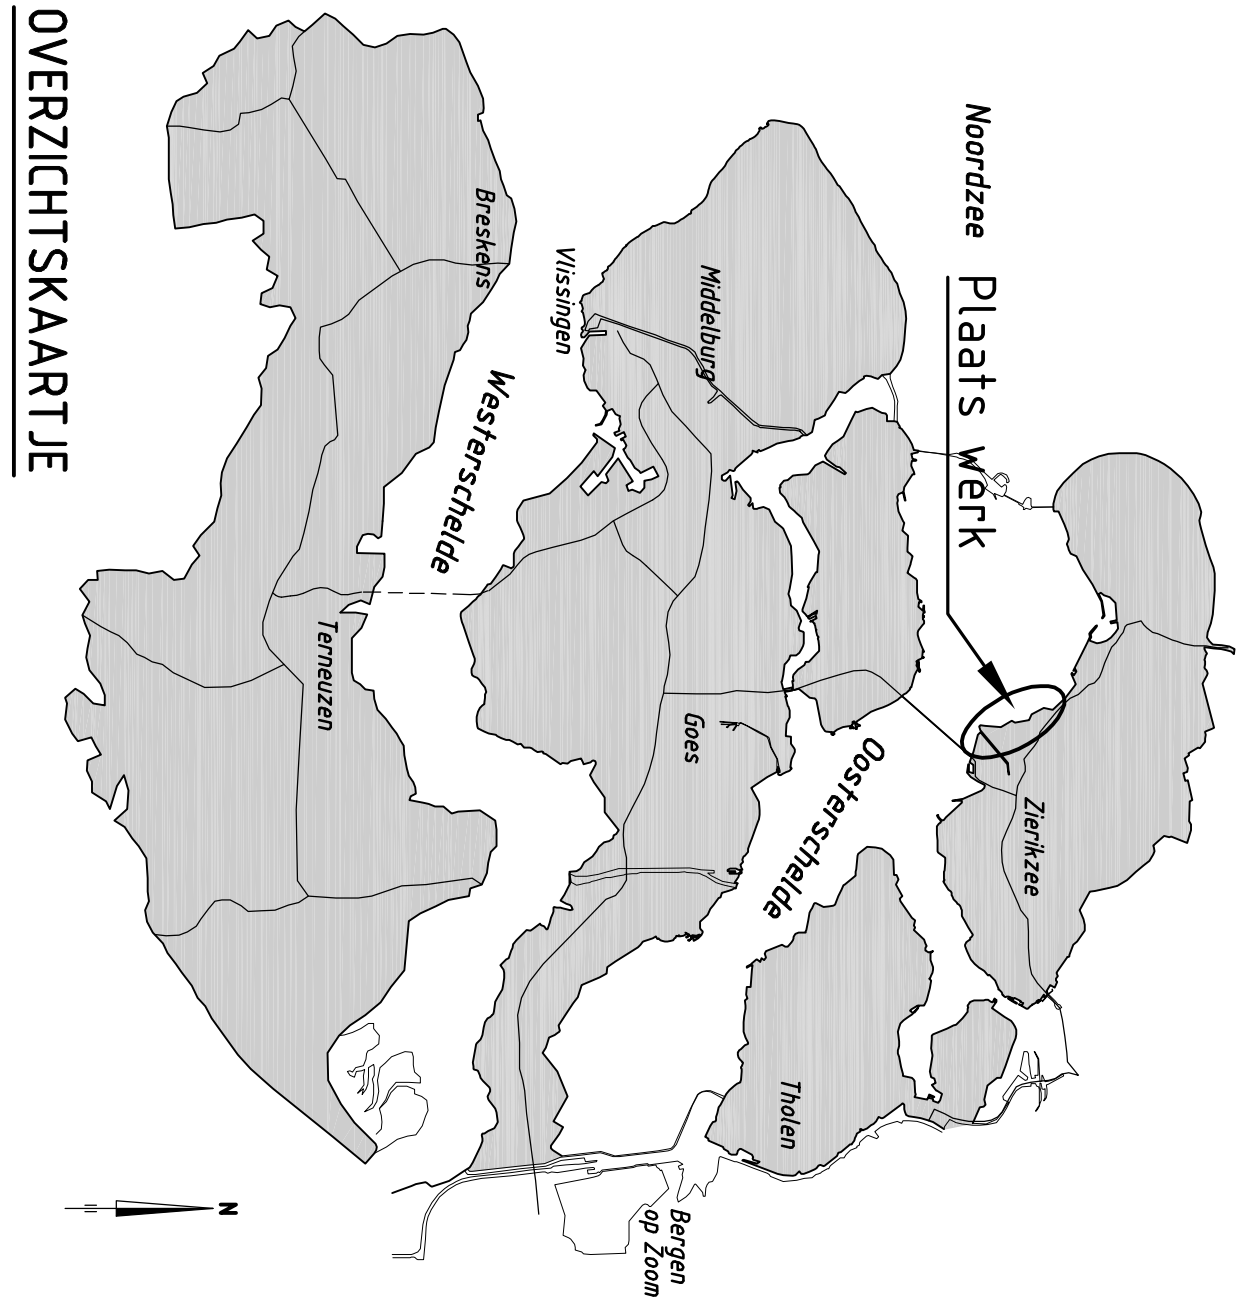 OVERZICHTSKAARTJE
Noordzee
Plaats werk
Middelburg
Vlissingen
Breskens
Westerschelde
Terneuzen
Goes
Oosterschelde
Zierikzee
Tholen
Bergen
op Zoom
N